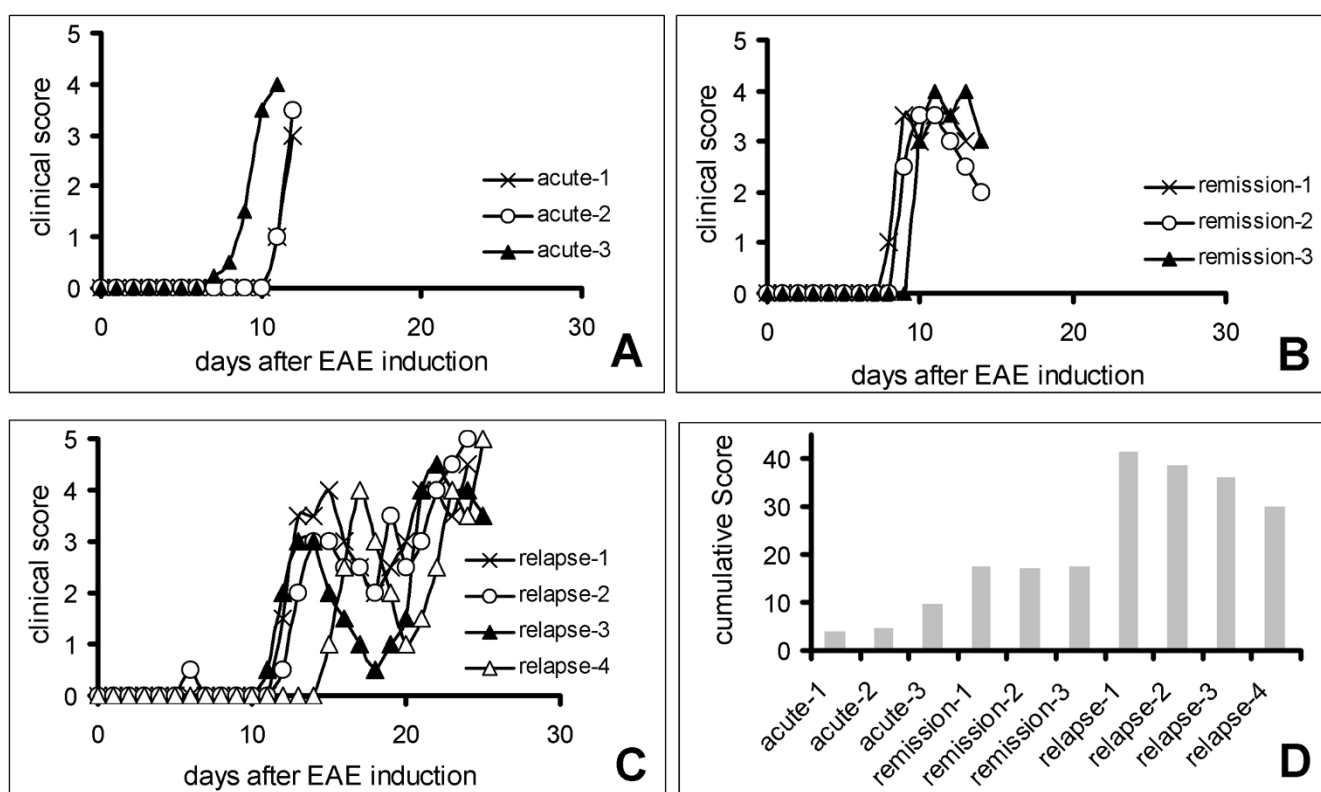 5
4
3
2
1
0
clinical score
0
10
20
30
days after EAE induction
acute-1
acute-2
acute-3
A
5
4
3
2
1
0
clinical score
0
10
20
30
days after EAE induction
remission-1
remission-2
remission-3
B
5
4
3
2
1
0
clinical score
0
10
20
30
days after EAE induction
relapse-1
relapse-2
relapse-3
relapse-4
C
40
30
20
10
0
cumulative Score
acute-1
acute-2
acute-3
remission-1
remission-2
remission-3
relapse-1
relapse-2
relapse-3
relapse-4
D